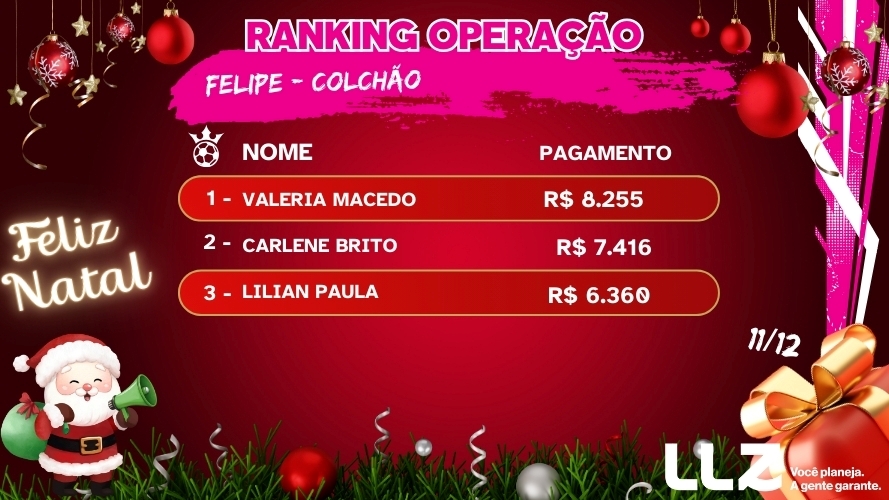 RANKING OPERAÇÃO
FELIPE - COLCHÃO
NOME PAGAMENTO
1 - VALERIA MACEDO R$ 8.255
2 - CARLENE BRITO R$ 7.416
3 - LILIAN PAULA R$ 6.360
Feliz
Natal
11/12
LLZ
Você planeja.
A gente garante.